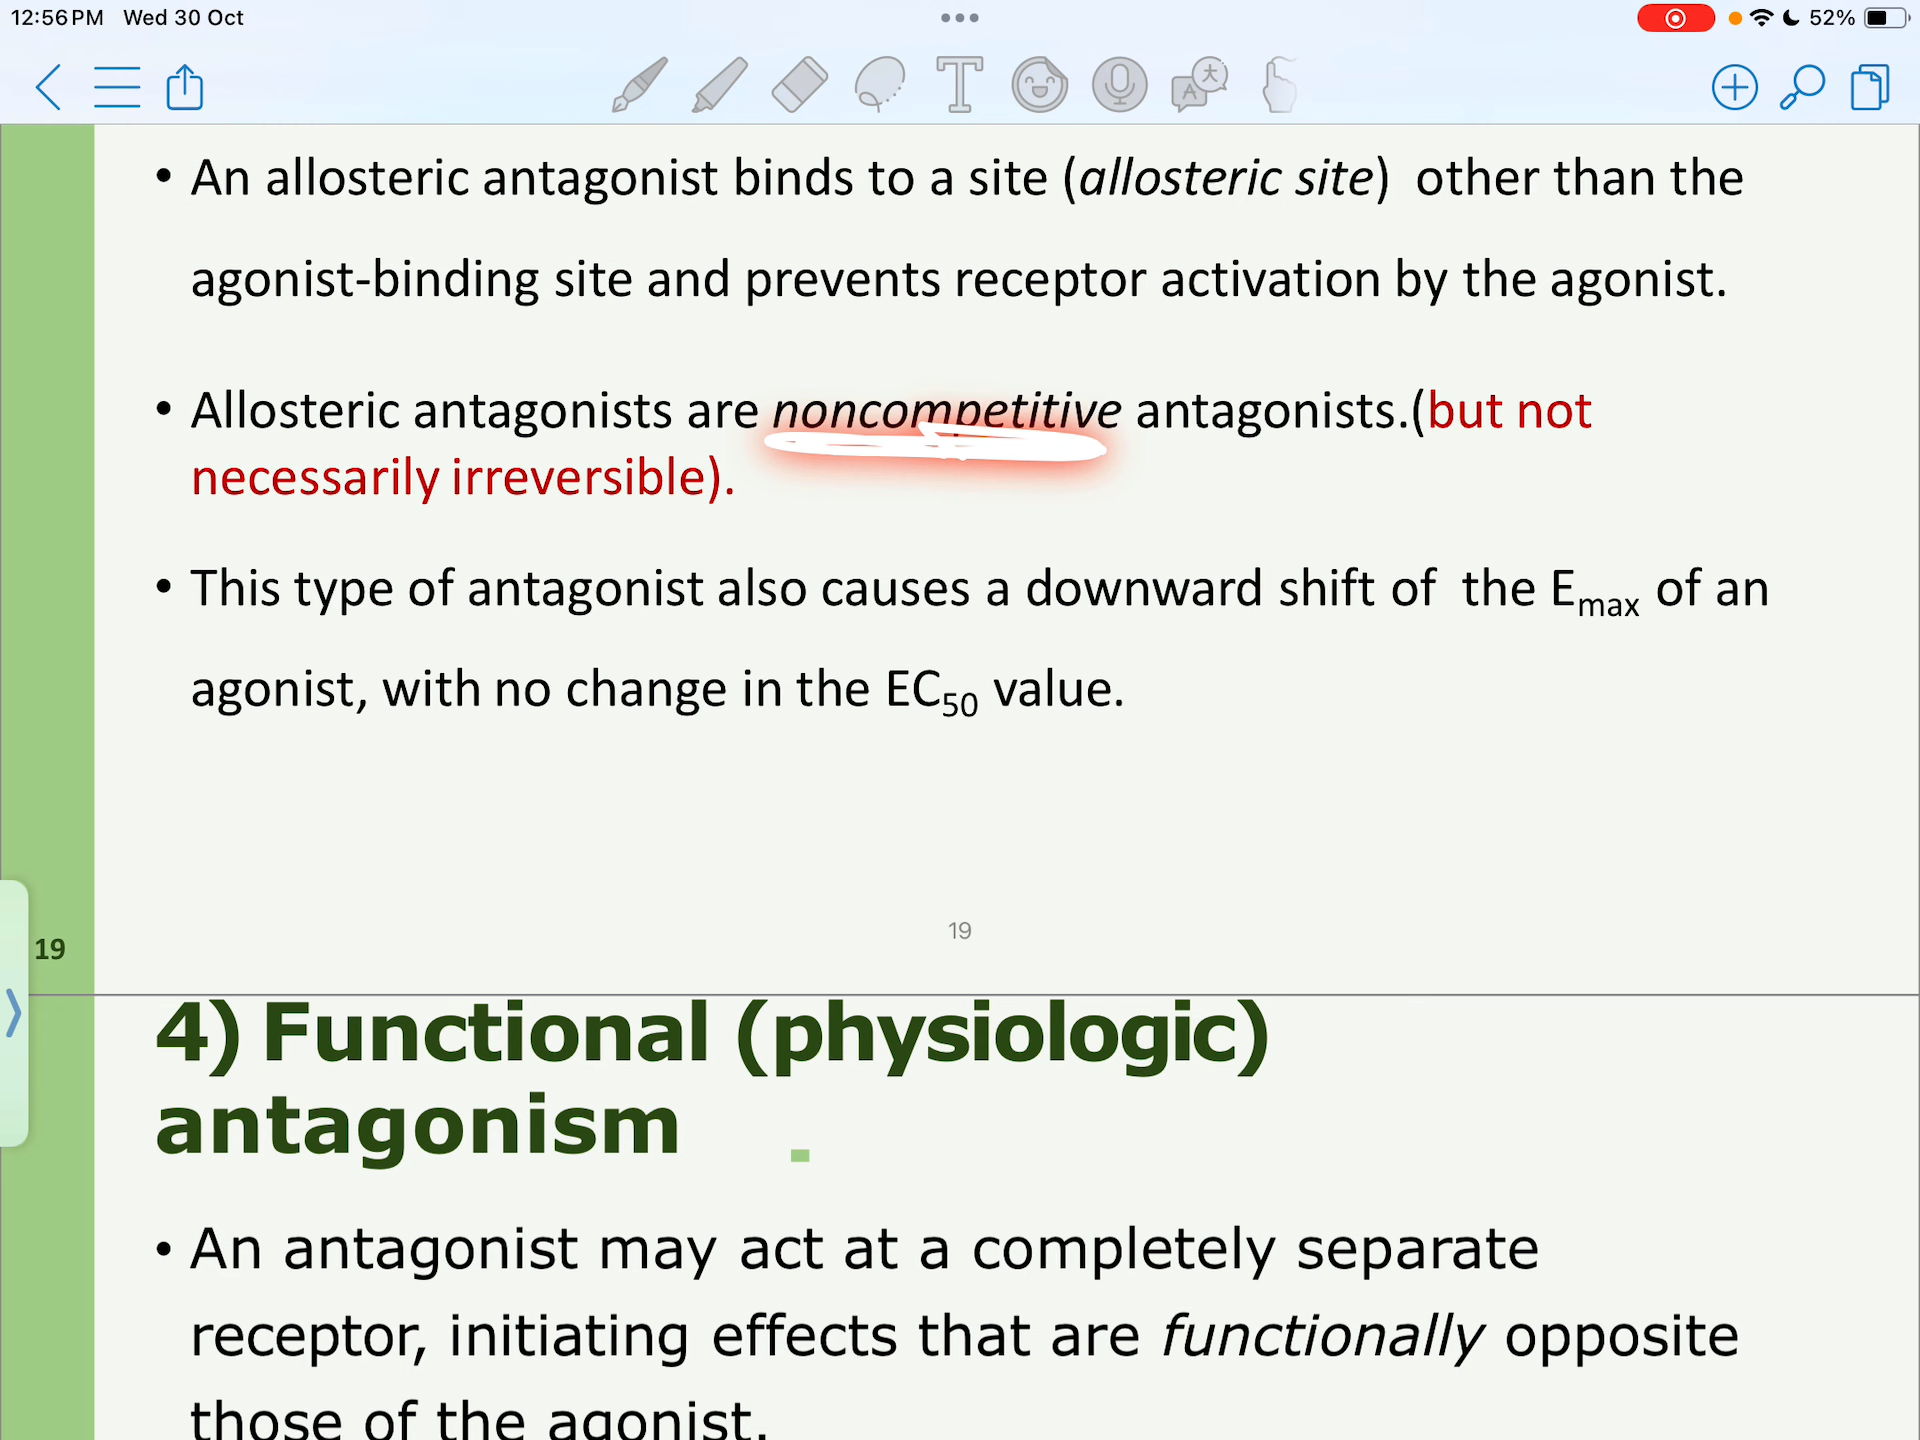 12:56 PM Wed 30 Oct
52%
• An allosteric antagonist binds to a site (allosteric site) other than the
agonist-binding site and prevents receptor activation by the agonist.
• Allosteric antagonists are noncompetitive antagonists.(but not
necessarily irreversible).
• This type of antagonist also causes a downward shift of the Emax of an
agonist, with no change in the EC50 value.
19
19
4) Functional (physiologic)
antagonism
• An antagonist may act at a completely separate
receptor, initiating effects that are functionally opposite
those of the agonist.